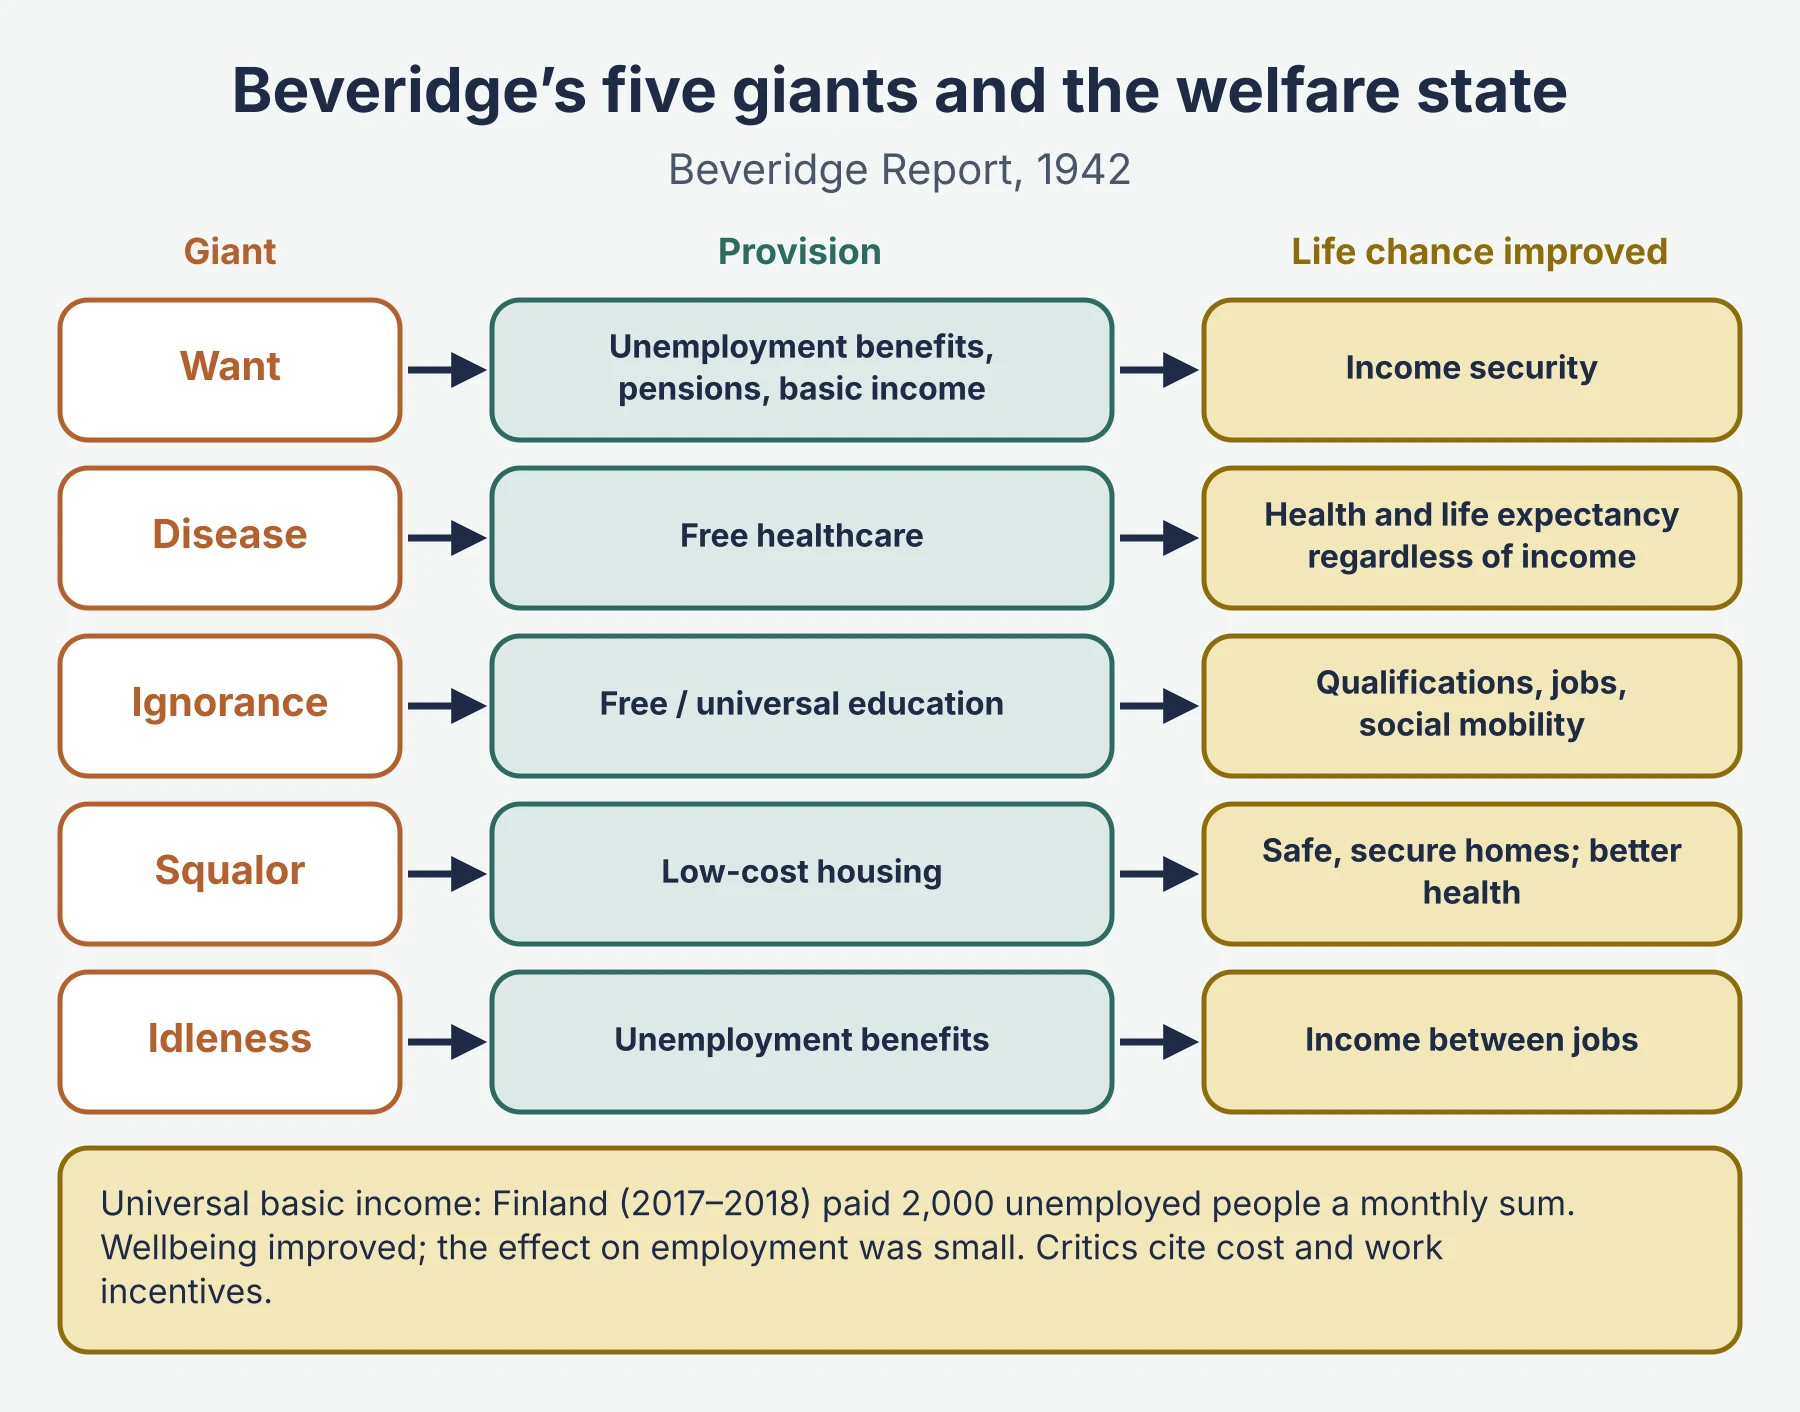 Beveridge’s five giants and the welfare state
Beveridge Report, 1942
Giant
Provision
Life chance improved
Want
Unemployment benefits,
pensions, basic income
Income security
Disease
Free healthcare
Health and life expectancy
regardless of income
Ignorance
Free / universal education
Qualifications, jobs,
social mobility
Squalor
Low-cost housing
Safe, secure homes; better
health
Idleness
Unemployment benefits
Income between jobs
Universal basic income: Finland (2017–2018) paid 2,000 unemployed people a monthly sum.
Wellbeing improved; the effect on employment was small. Critics cite cost and work
incentives.